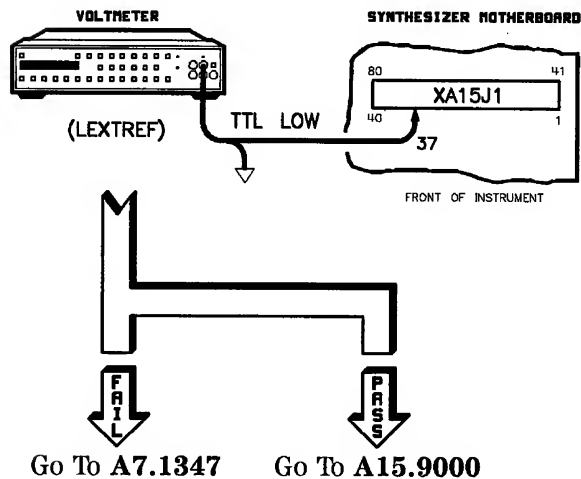 VOLTMETER
SYNTHESIZER MOTHERBOARD
80 41
XA15J1
(LEXTREF) TTL LOW
40 37 1
FRONT OF INSTRUMENT
FAIL
PASS
Go To A7.1347 Go To A15.9000